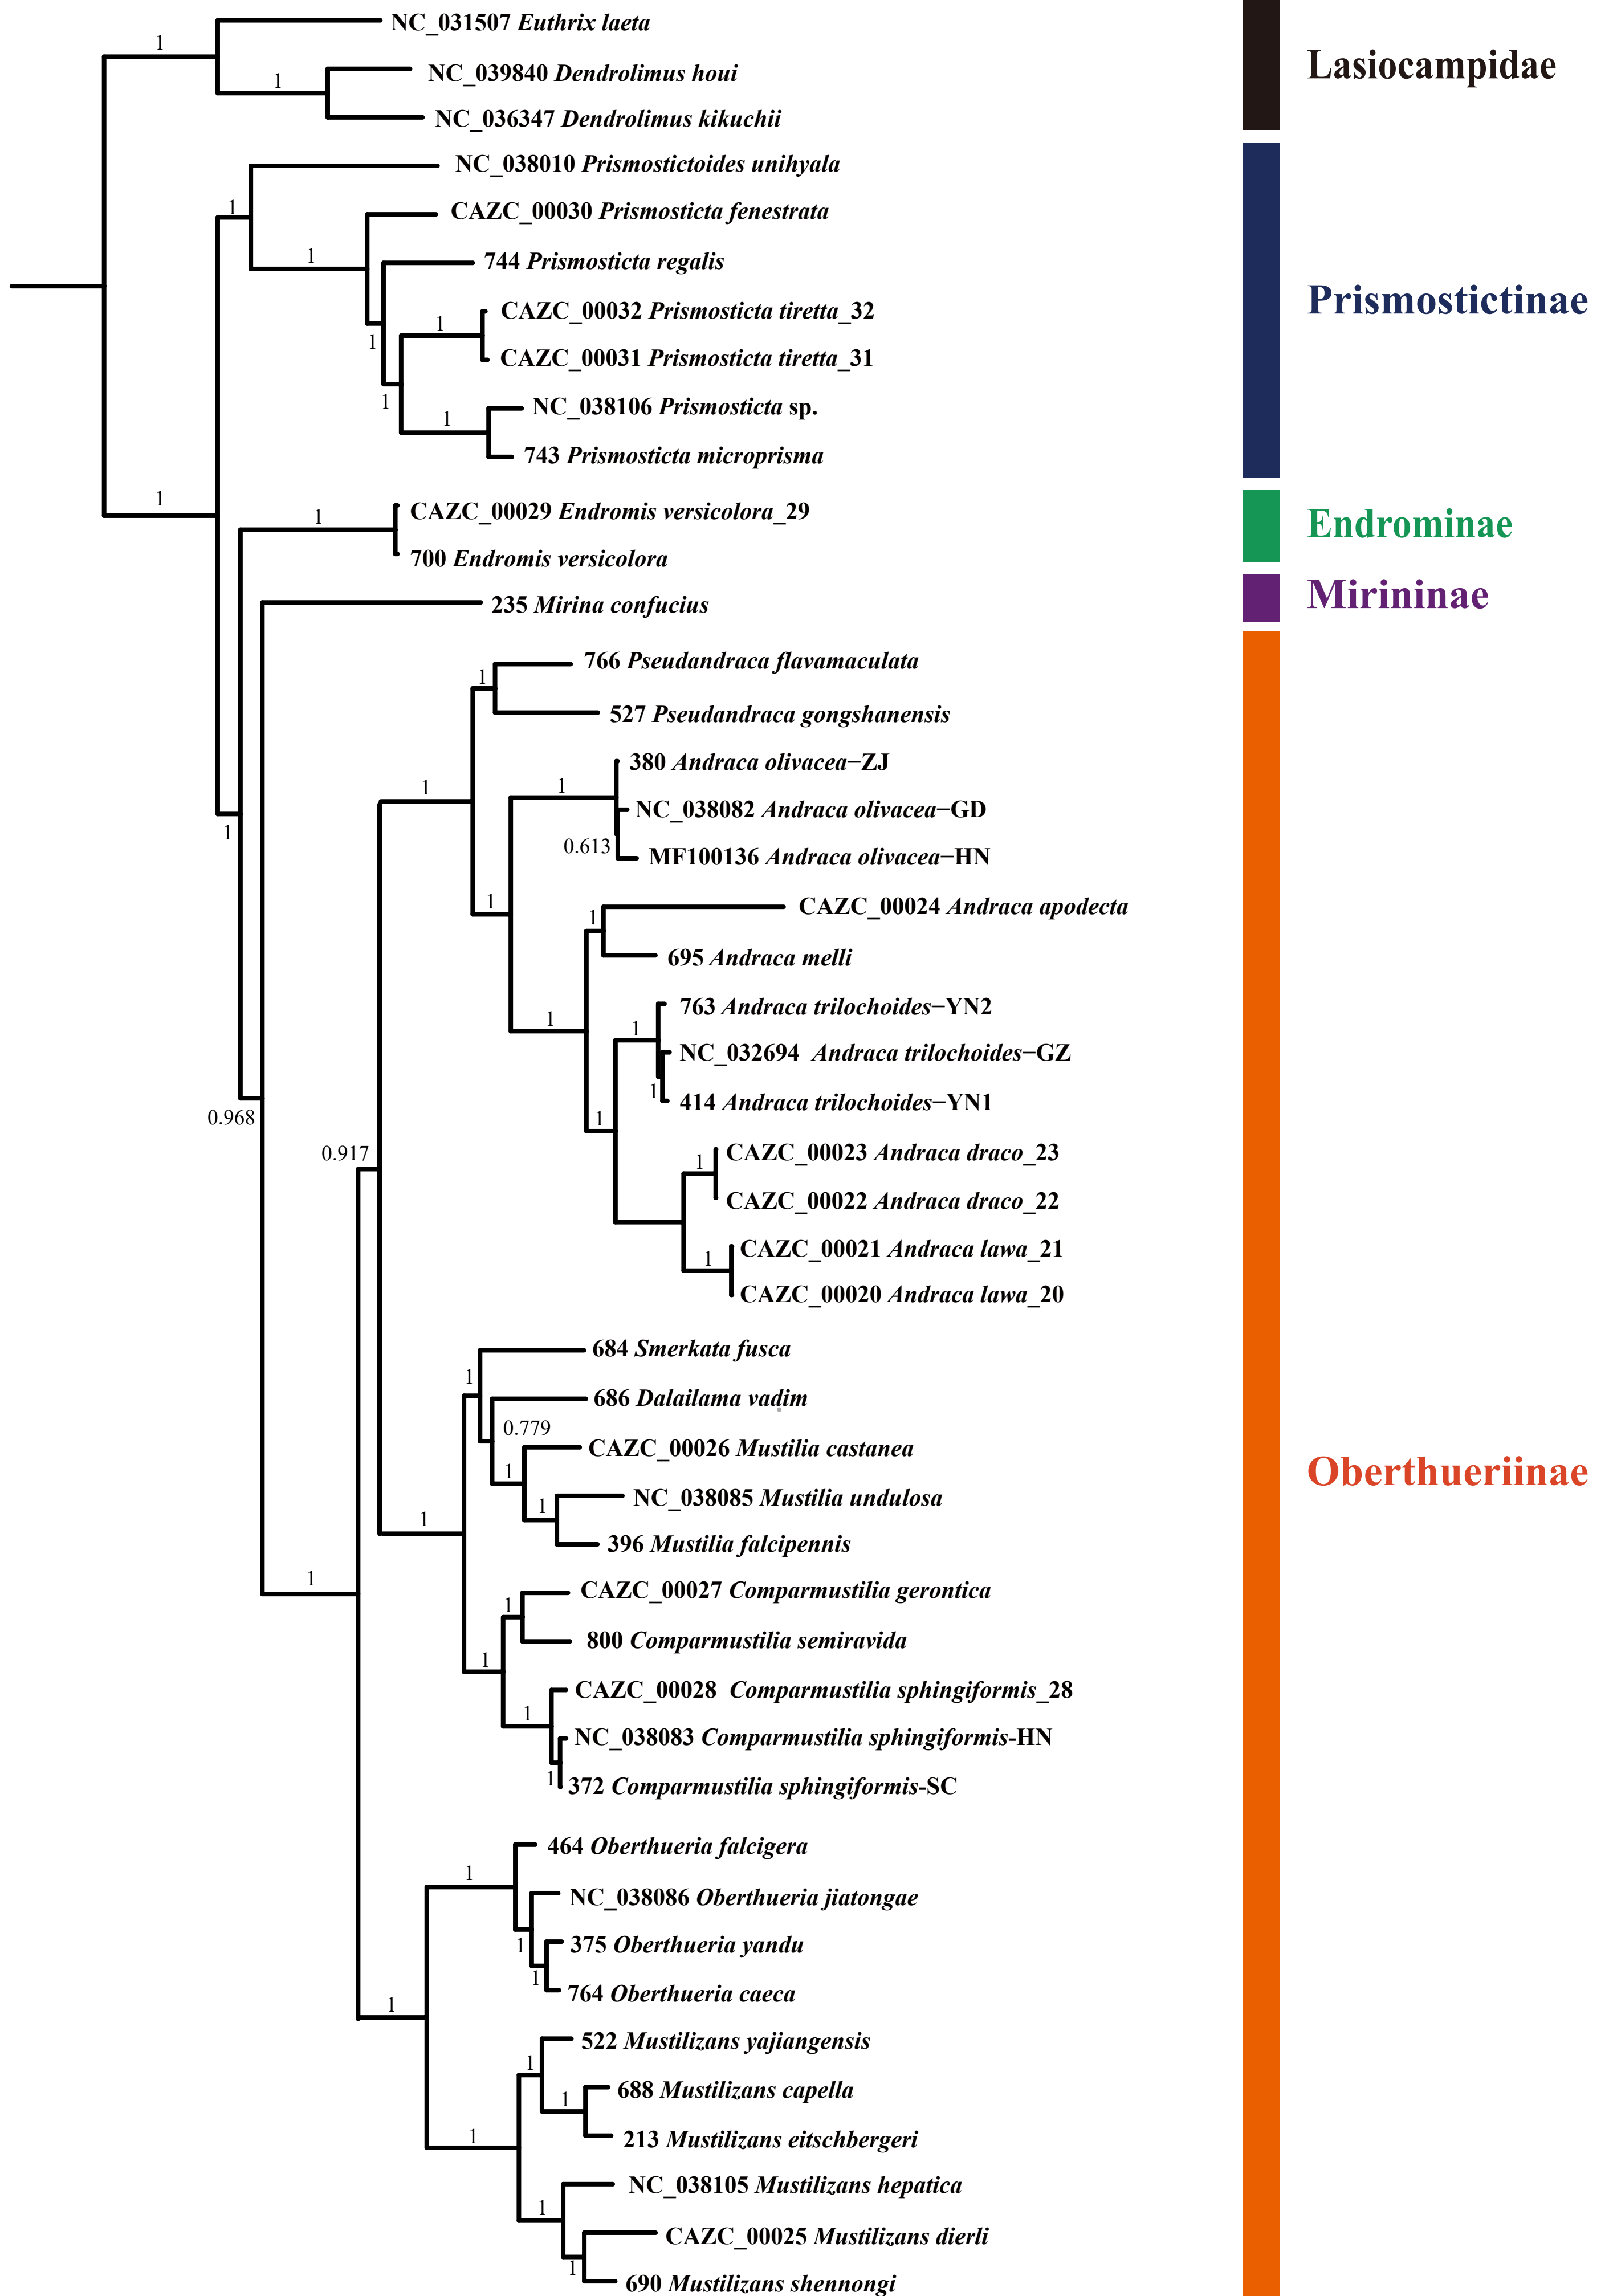 NC_031507 Euthrix laeta
1
Lasiocampidae
NC_039840 Dendrolimus houi
1
NC_036347 Dendrolimus kikuchii
NC_038010 Prismostictoides unihyala
1
CAZC_00030 Prismosticta fenestrata
1
744 Prismosticta regalis
Prismostictinae
CAZC_00032 Prismosticta tiretta_32
1
1
CAZC_00031 Prismosticta tiretta_31
1
NC_038106 Prismosticta sp.
1
743 Prismosticta microprisma
1
CAZC_00029 Endromis versicolora_29
1
Endrominae
700 Endromis versicolora
235 Mirina confucius
Mirininae
766 Pseudandraca flavamaculata
1
527 Pseudandraca gongshanensis
380 Andraca olivacea−ZJ
1
1
NC_038082 Andraca olivacea−GD
1
0.613
MF100136 Andraca olivacea−HN
1
CAZC_00024 Andraca apodecta
1
695 Andraca melli
763 Andraca trilochoides−YN2
1
1
NC_032694 Andraca trilochoides−GZ
1
414 Andraca trilochoides−YN1
0.968
1
0.917
CAZC_00023 Andraca draco_23
1
CAZC_00022 Andraca draco_22
CAZC_00021 Andraca lawa_21
1
CAZC_00020 Andraca lawa_20
684 Smerkata fusca
1
686 Dalailama vadim
0.779
CAZC_00026 Mustilia castanea
1
Oberthueriinae
NC_038085 Mustilia undulosa
1
1
396 Mustilia falcipennis
1
CAZC_00027 Comparmustilia gerontica
1
800 Comparmustilia semiravida
1
CAZC_00028 Comparmustilia sphingiformis_28
1
NC_038083 Comparmustilia sphingiformis-HN
1
372 Comparmustilia sphingiformis-SC
464 Oberthueria falcigera
1
NC_038086 Oberthueria jiatongae
1
375 Oberthueria yandu
1
764 Oberthueria caeca
1
522 Mustilizans yajiangensis
1
688 Mustilizans capella
1
213 Mustilizans eitschbergeri
1
NC_038105 Mustilizans hepatica
1
CAZC_00025 Mustilizans dierli
1
690 Mustilizans shennongi